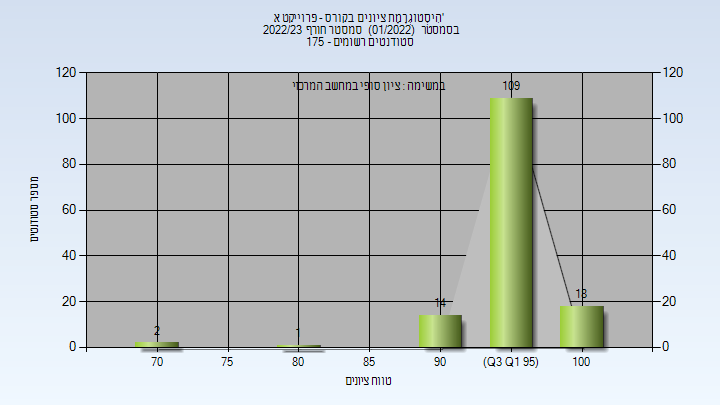 היסטוגרמת ציונים בקורס - פרוייקט א'
בסמסטר (01/2022) סמסטר חורף 2022/23
סטודנטים רשומים - 175
במשימה : ציון סופי במחשב המרכזי
מספר סטודנטים
120 120
100 100
80 80
60 60
40 40
20 20
0 0
2 1 14 109 18
70 75 80 85 90 (Q3 Q1 95) 100
טווח ציונים